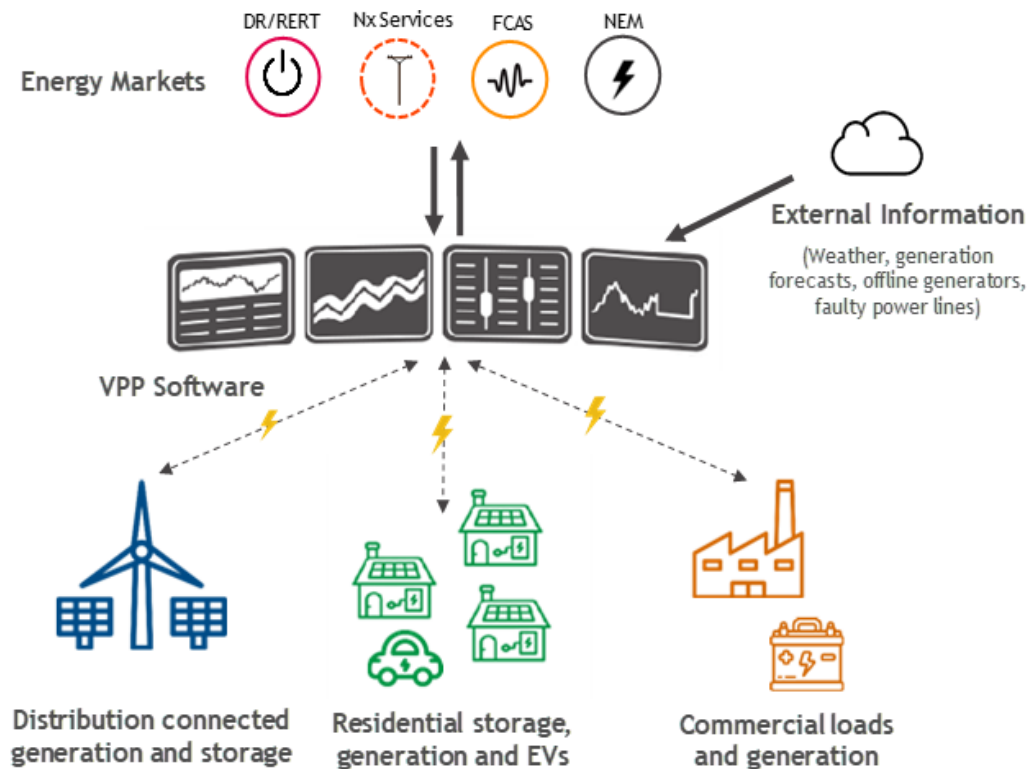 DR/RERT
Nx Services
FCAS
NEM
Energy Markets
External Information
(Weather, generation
forecasts, offline generators,
faulty power lines)
VPP Software
Distribution connected
generation and storage
Residential storage,
generation and EVs
Commercial loads
and generation